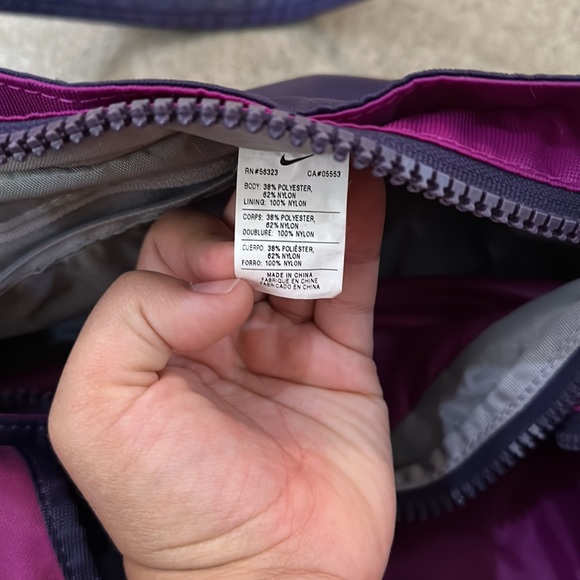 RN#56323 CA#05553
BODY: 38% POLYESTER,
62% NYLON
LINING: 100% NYLON
CORPS: 38% POLYESTER,
62% NYLON
DOUBLURE: 100% NYLON
CUERPO: 38% POLIÉSTER,
62% NYLON
FORRO: 100% NYLON
MADE IN CHINA
FABRIQUE EN CHINE
FABRICADO EN CHINA